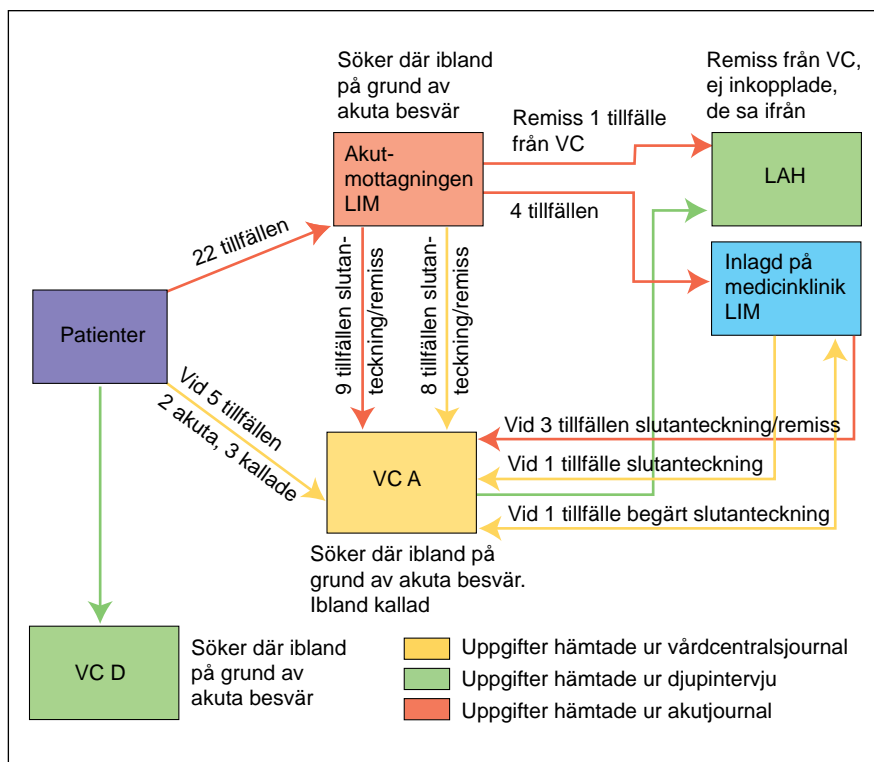 Söker där ibland
på grund av
akuta besvär
Remiss från VC,
ej inkopplade,
de sa ifrån
Remiss 1 tillfälle
från VC
Akut-
mottagningen
LIM
LAH
4 tillfällen
22 tillfällen
Inlagd på
medicinklinik
LIM
Patienter
9 tillfällen slutan-
teckning/remiss
8 tillfällen slutan-
teckning/remiss
Vid 5 tillfällen
2 akuta, 3 kallade
Vid 3 tillfällen slutanteckning/remiss
VC A
Vid 1 tillfälle slutanteckning
Vid 1 tillfälle begärt slutanteckning
Söker där ibland på
grund av akuta besvär.
Ibland kallad
VC D
Söker där ibland
på grund av
akuta besvär
Uppgifter hämtade ur vårdcentralsjournal
Uppgifter hämtade ur djupintervju
Uppgifter hämtade ur akutjournal